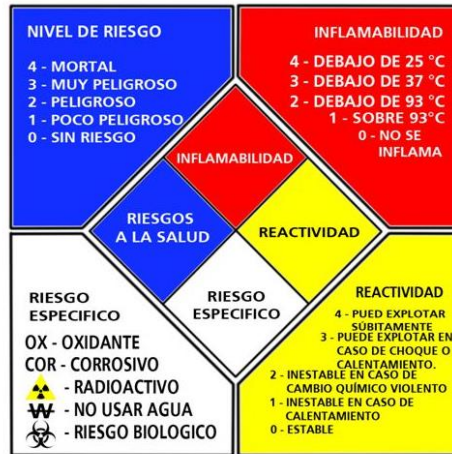 NIVEL DE RIESGO
4 - MORTAL
3 - MUY PELIGROSO
2 - PELIGROSO
1 - POCO PELIGROSO
0 - SIN RIESGO
INFLAMABILIDAD
4 - DEBAJO DE 25 °C
3 - DEBAJO DE 37 °C
2 - DEBAJO DE 93 °C
1 - SOBRE 93°C
0 - NO SE
INFLAMA
INFLAMABILIDAD
RIESGOS
A LA SALUD
REACTIVIDAD
RIESGO
ESPECIFICO
RIESGO
ESPECIFICO
OX - OXIDANTE
COR - CORROSIVO
- RADIOACTIVO
W - NO USAR AGUA
- RIESGO BIOLOGICO
REACTIVIDAD
4 - PUED EXPLOTAR
SÚBITAMENTE
3 - PUEDE EXPLOTAR EN
CASO DE CHOQUE O
CALENTAMIENTO.
2 - INESTABLE EN CASO DE
CAMBIO QUÍMICO VIOLENTO
1 - INESTABLE EN CASO DE
CALENTAMIENTO
0 - ESTABLE